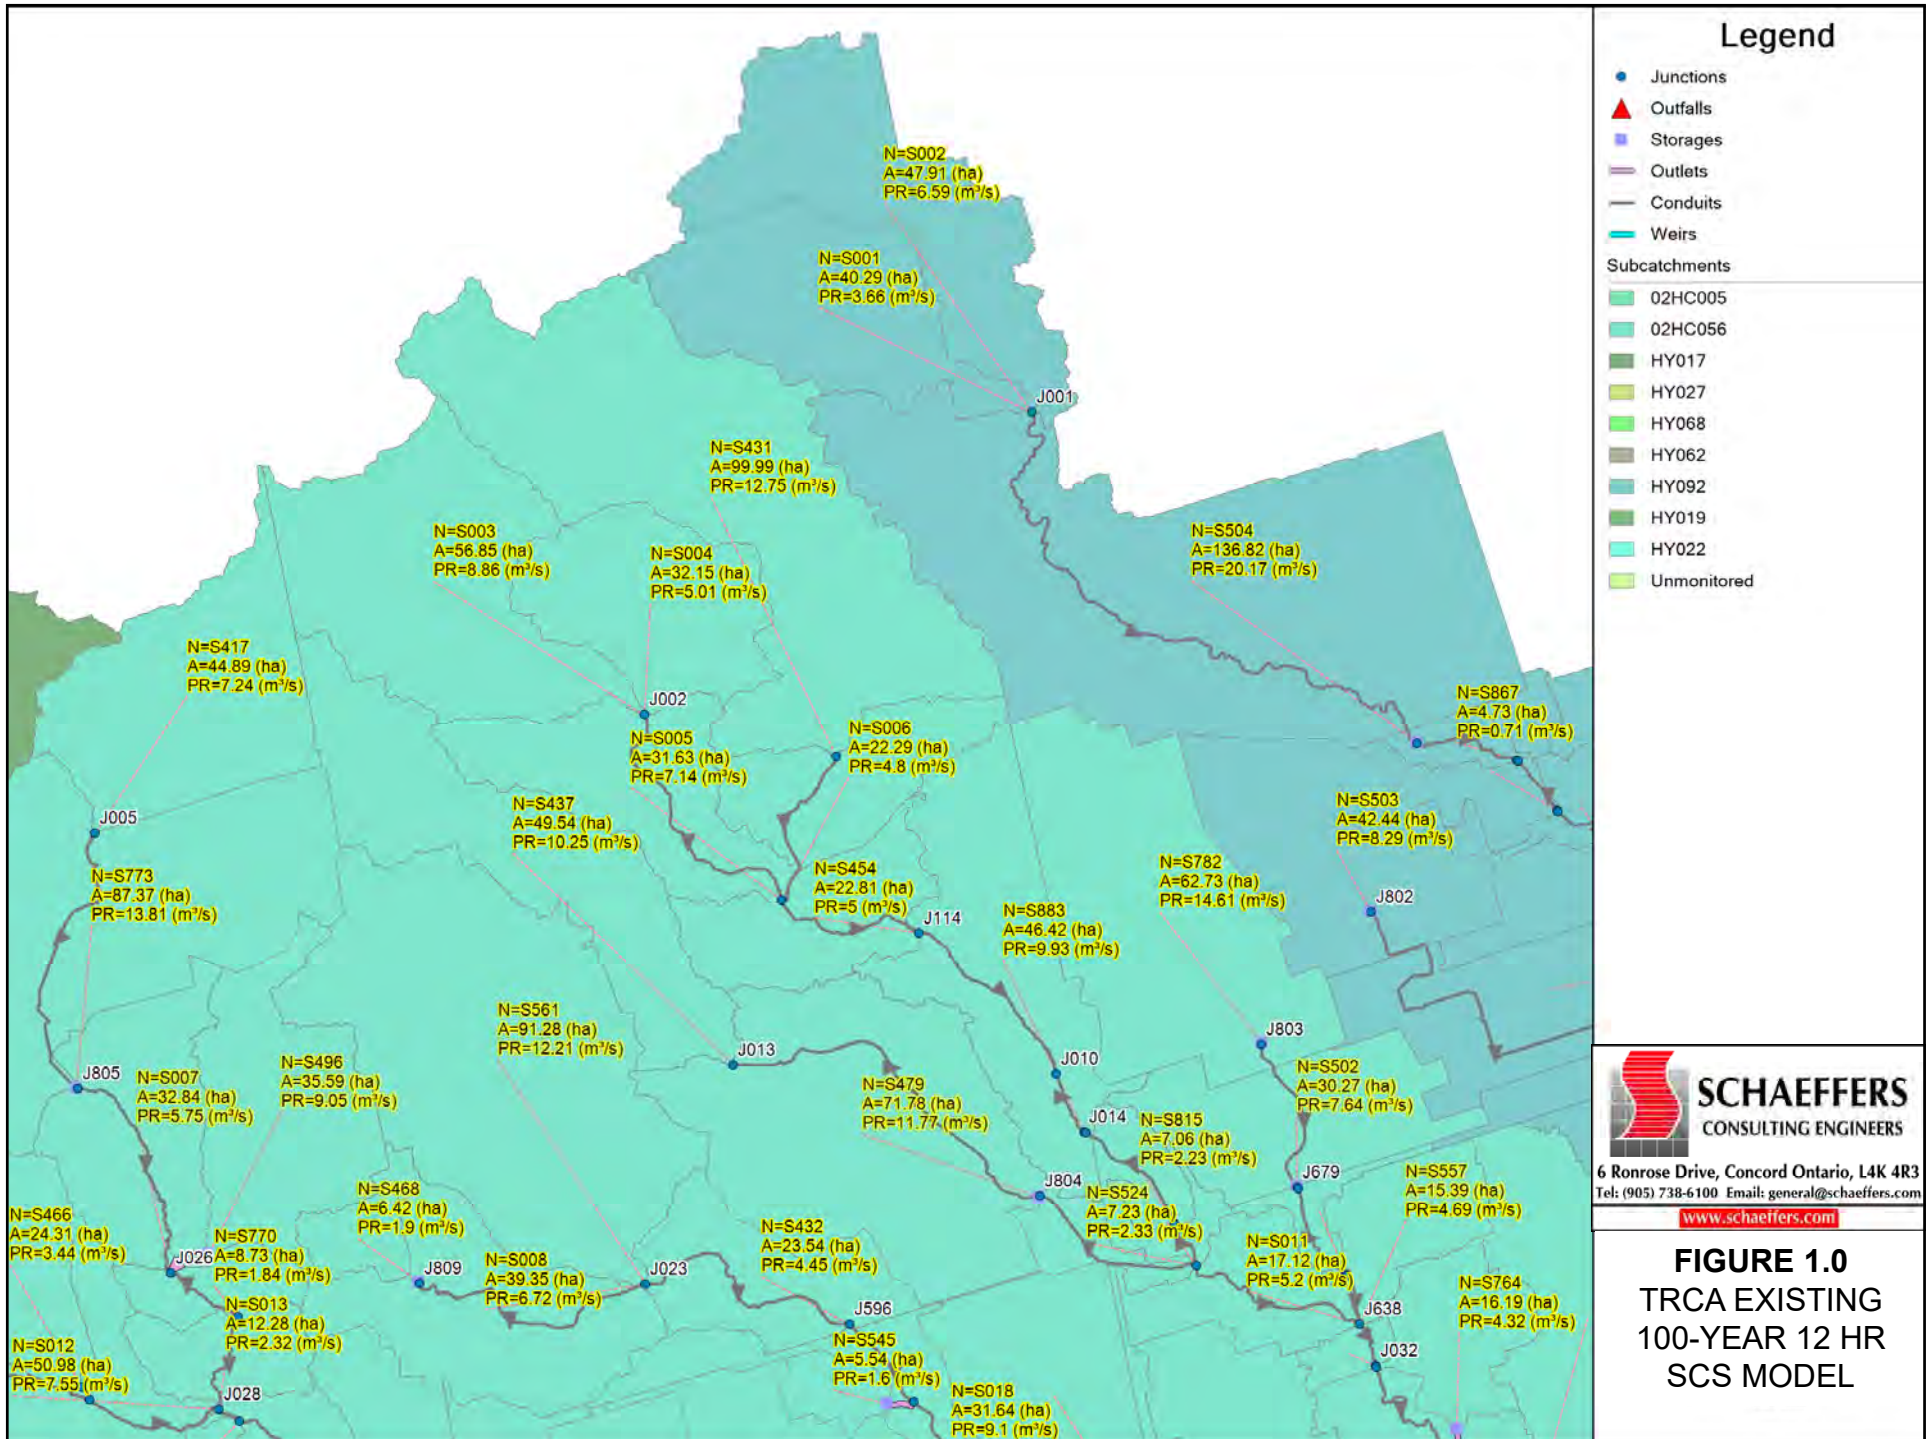 N=S002
A=47.91 (ha)
PR=6.59 (m³/s)
N=S001
A=40.29 (ha)
PR=3.66 (m³/s)
J001
N=S431
A=99.99 (ha)
PR=12.75 (m³/s)
N=S003
A=56.85 (ha)
PR=8.86 (m³/s)
N=S004
A=32.15 (ha)
PR=5.01 (m³/s)
N=S504
A=136.82 (ha)
PR=20.17 (m³/s)
N=S417
A=44.89 (ha)
PR=7.24 (m³/s)
J002
N=S005
A=31.63 (ha)
PR=7.14 (m³/s)
N=S006
A=22.29 (ha)
PR=4.8 (m³/s)
N=S867
A=4.73 (ha)
PR=0.71 (m³/s)
J005
N=S437
A=49.54 (ha)
PR=10.25 (m³/s)
N=S503
A=42.44 (ha)
PR=8.29 (m³/s)
N=S773
A=87.37 (ha)
PR=13.81 (m³/s)
N=S454
A=22.81 (ha)
PR=5 (m³/s)
J114
N=S883
A=46.42 (ha)
PR=9.93 (m³/s)
N=S782
A=62.73 (ha)
PR=14.61 (m³/s)
J802
N=S561
A=91.28 (ha)
PR=12.21 (m³/s)
J013
J010
J803
J805
N=S007
A=32.84 (ha)
PR=5.75 (m³/s)
N=S496
A=35.59 (ha)
PR=9.05 (m³/s)
N=S479
A=71.78 (ha)
PR=11.77 (m³/s)
J014
N=S815
A=7.06 (ha)
PR=2.23 (m³/s)
N=S502
A=30.27 (ha)
PR=7.64 (m³/s)
N=S468
A=6.42 (ha)
PR=1.9 (m³/s)
J804
N=S524
A=7.23 (ha)
PR=2.33 (m³/s)
J679
N=S557
A=15.39 (ha)
PR=4.69 (m³/s)
N=S466
A=24.31 (ha)
PR=3.44 (m³/s)
J026
N=S770
A=8.73 (ha)
PR=1.84 (m³/s)
J809
N=S008
A=39.35 (ha)
PR=6.72 (m³/s)
J023
N=S432
A=23.54 (ha)
PR=4.45 (m³/s)
N=S011
A=17.12 (ha)
PR=5.2 (m³/s)
N=S764
A=16.19 (ha)
PR=4.32 (m³/s)
N=S013
A=12.28 (ha)
PR=2.32 (m³/s)
J596
J638
N=S012
A=50.98 (ha)
PR=7.55 (m³/s)
N=S545
A=5.54 (ha)
PR=1.6 (m³/s)
J032
J028
N=S018
A=31.64 (ha)
PR=9.1 (m³/s)
Legend
Junctions
Outfalls
Storages
Outlets
Conduits
Weirs
Subcatchments
02HC005
02HC056
HY017
HY027
HY068
HY062
HY092
HY019
HY022
Unmonitored
SCHAEFFERS
CONSULTING ENGINEERS
6 Ronrose Drive, Concord Ontario, L4K 4R3
Tel: (905) 738-6100 Email: general@schaeffers.com
www.schaeffers.com
FIGURE 1.0
TRCA EXISTING
100-YEAR 12 HR
SCS MODEL